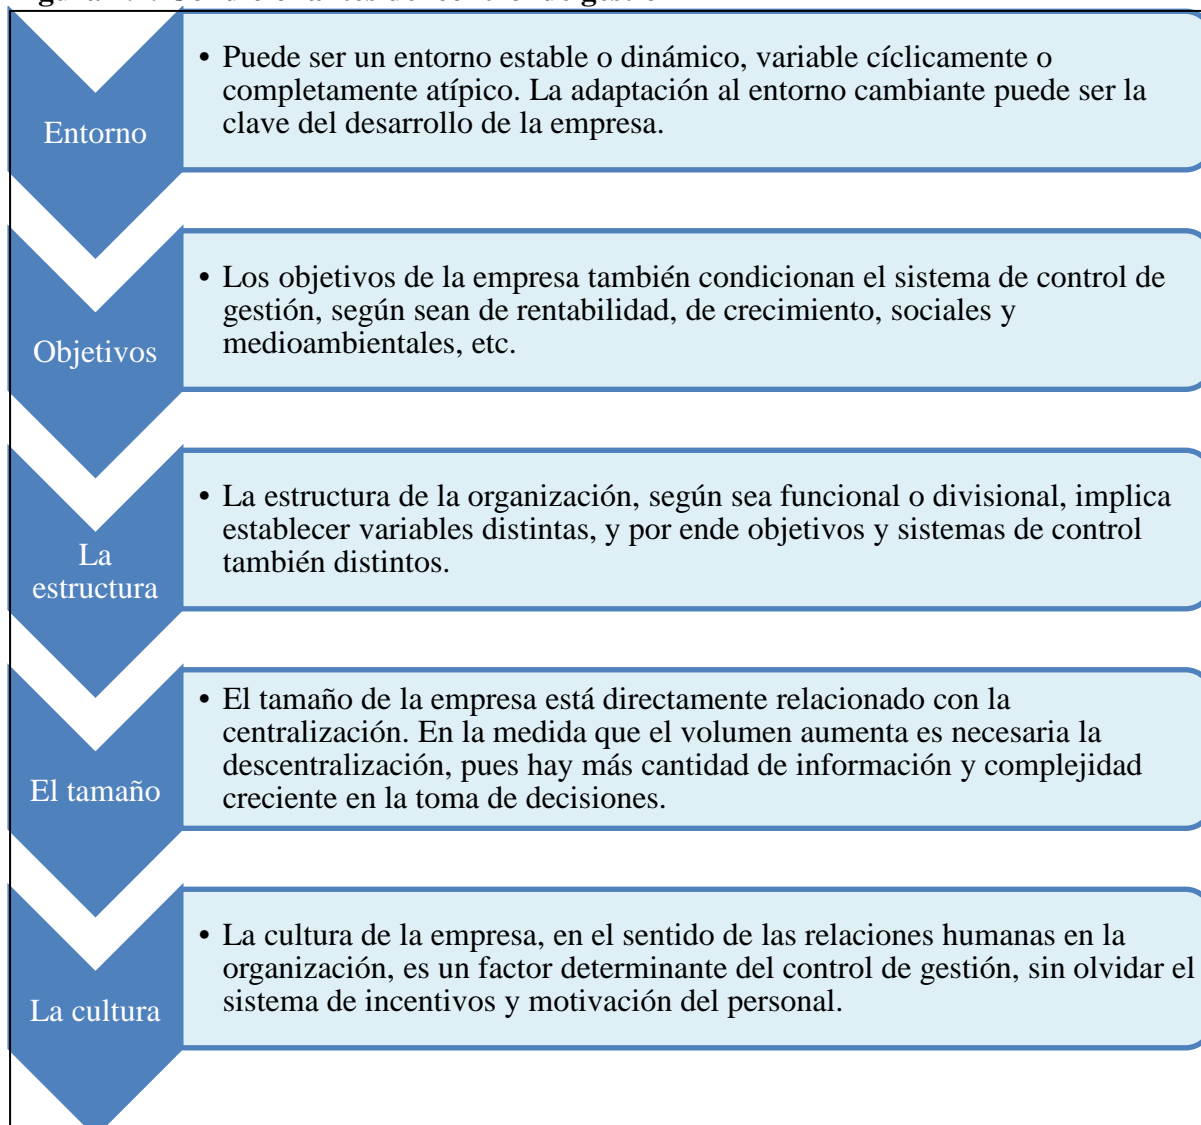 Entorno
• Puede ser un entorno estable o dinámico, variable cíclicamente o
completamente atípico. La adaptación al entorno cambiante puede ser la
clave del desarrollo de la empresa.
Objetivos
• Los objetivos de la empresa también condicionan el sistema de control de
gestión, según sean de rentabilidad, de crecimiento, sociales y
medioambientales, etc.
La
estructura
• La estructura de la organización, según sea funcional o divisional, implica
establecer variables distintas, y por ende objetivos y sistemas de control
también distintos.
El tamaño
• El tamaño de la empresa está directamente relacionado con la
centralización. En la medida que el volumen aumenta es necesaria la
descentralización, pues hay más cantidad de información y complejidad
creciente en la toma de decisiones.
La cultura
• La cultura de la empresa, en el sentido de las relaciones humanas en la
organización, es un factor determinante del control de gestión, sin olvidar el
sistema de incentivos y motivación del personal.